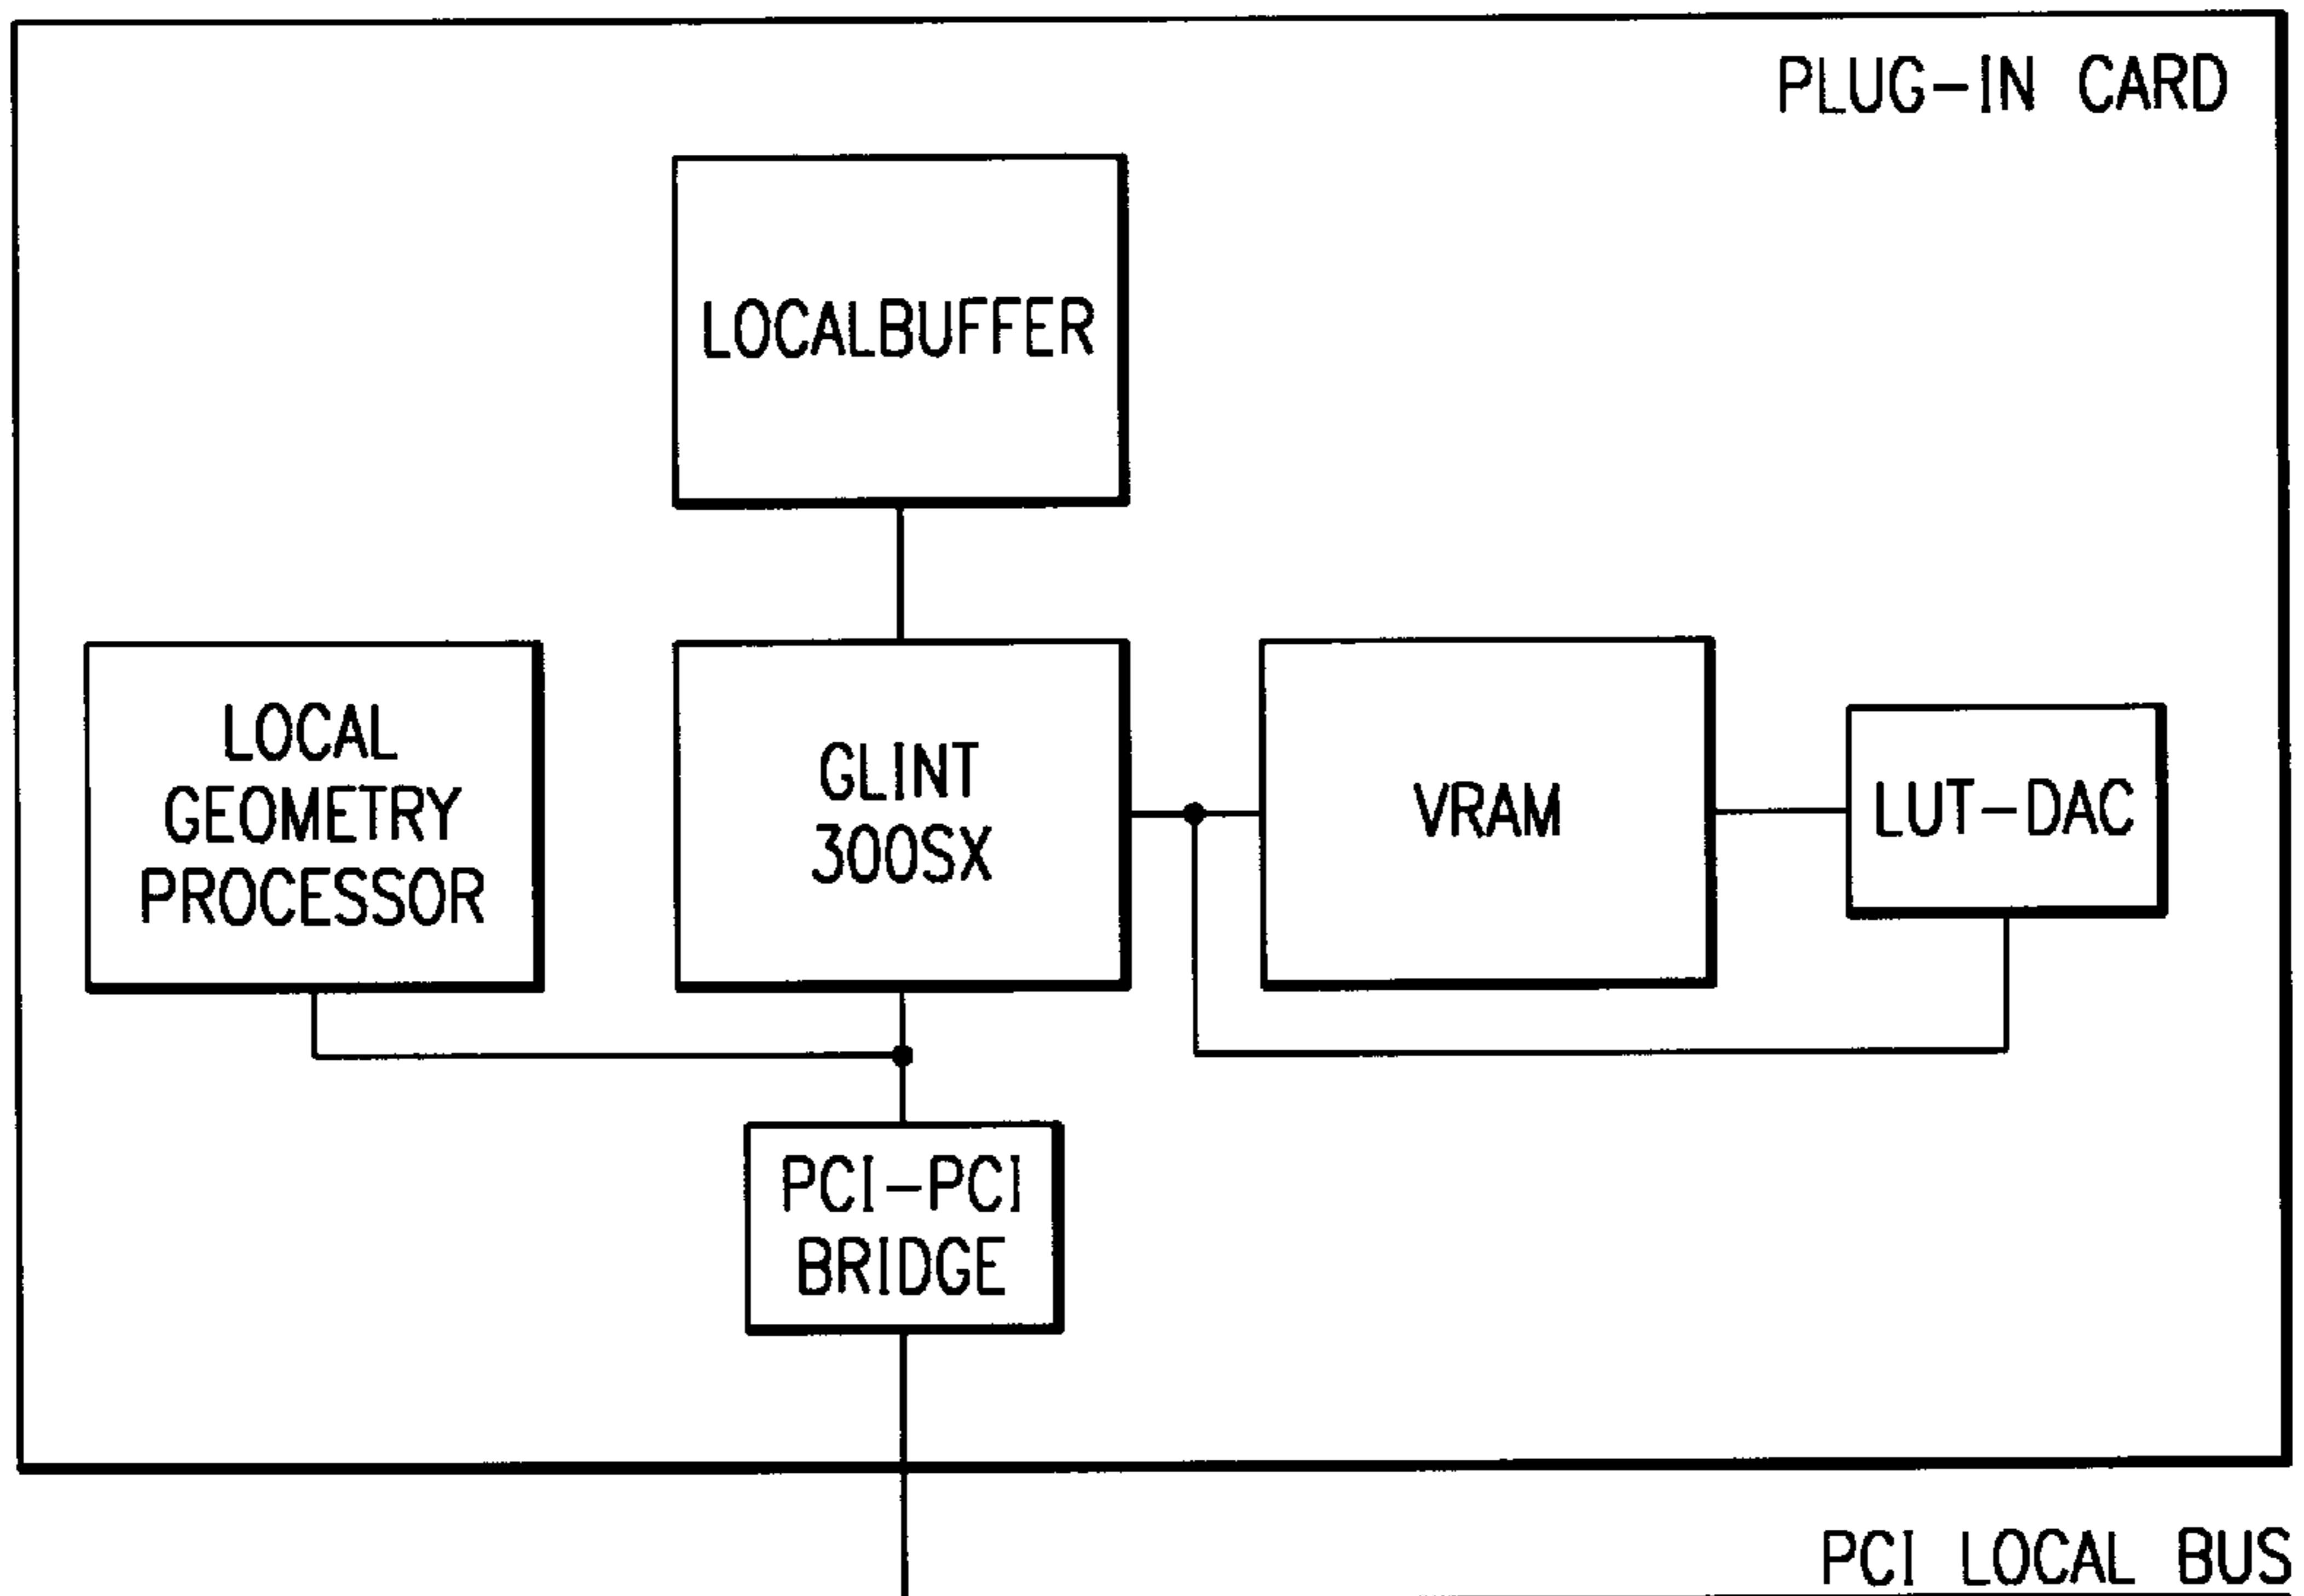 PLUG-IN CARD
LOCALBUFFER
LOCAL
GEOMETRY
PROCESSOR
GLINT
300SX
VRAM
LUT-DAC
PCI-PCI
BRIDGE
PCI LOCAL BUS